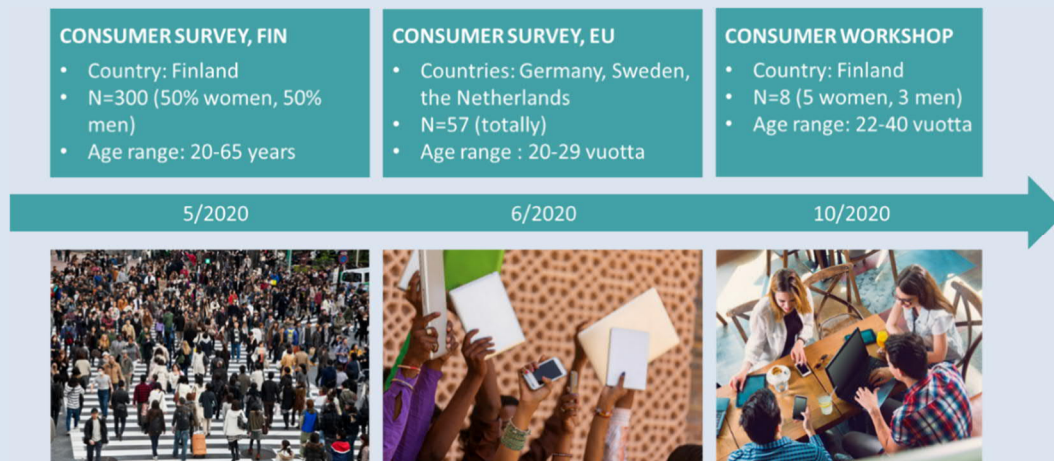 CONSUMER SURVEY, FIN
• Country: Finland
• N=300 (50% women, 50%
men)
• Age range: 20-65 years
CONSUMER SURVEY, EU
• Countries: Germany, Sweden,
the Netherlands
• N=57 (totally)
• Age range : 20-29 vuotta
CONSUMER WORKSHOP
• Country: Finland
• N=8 (5 women, 3 men)
• Age range: 22-40 vuotta
5/2020
6/2020
10/2020